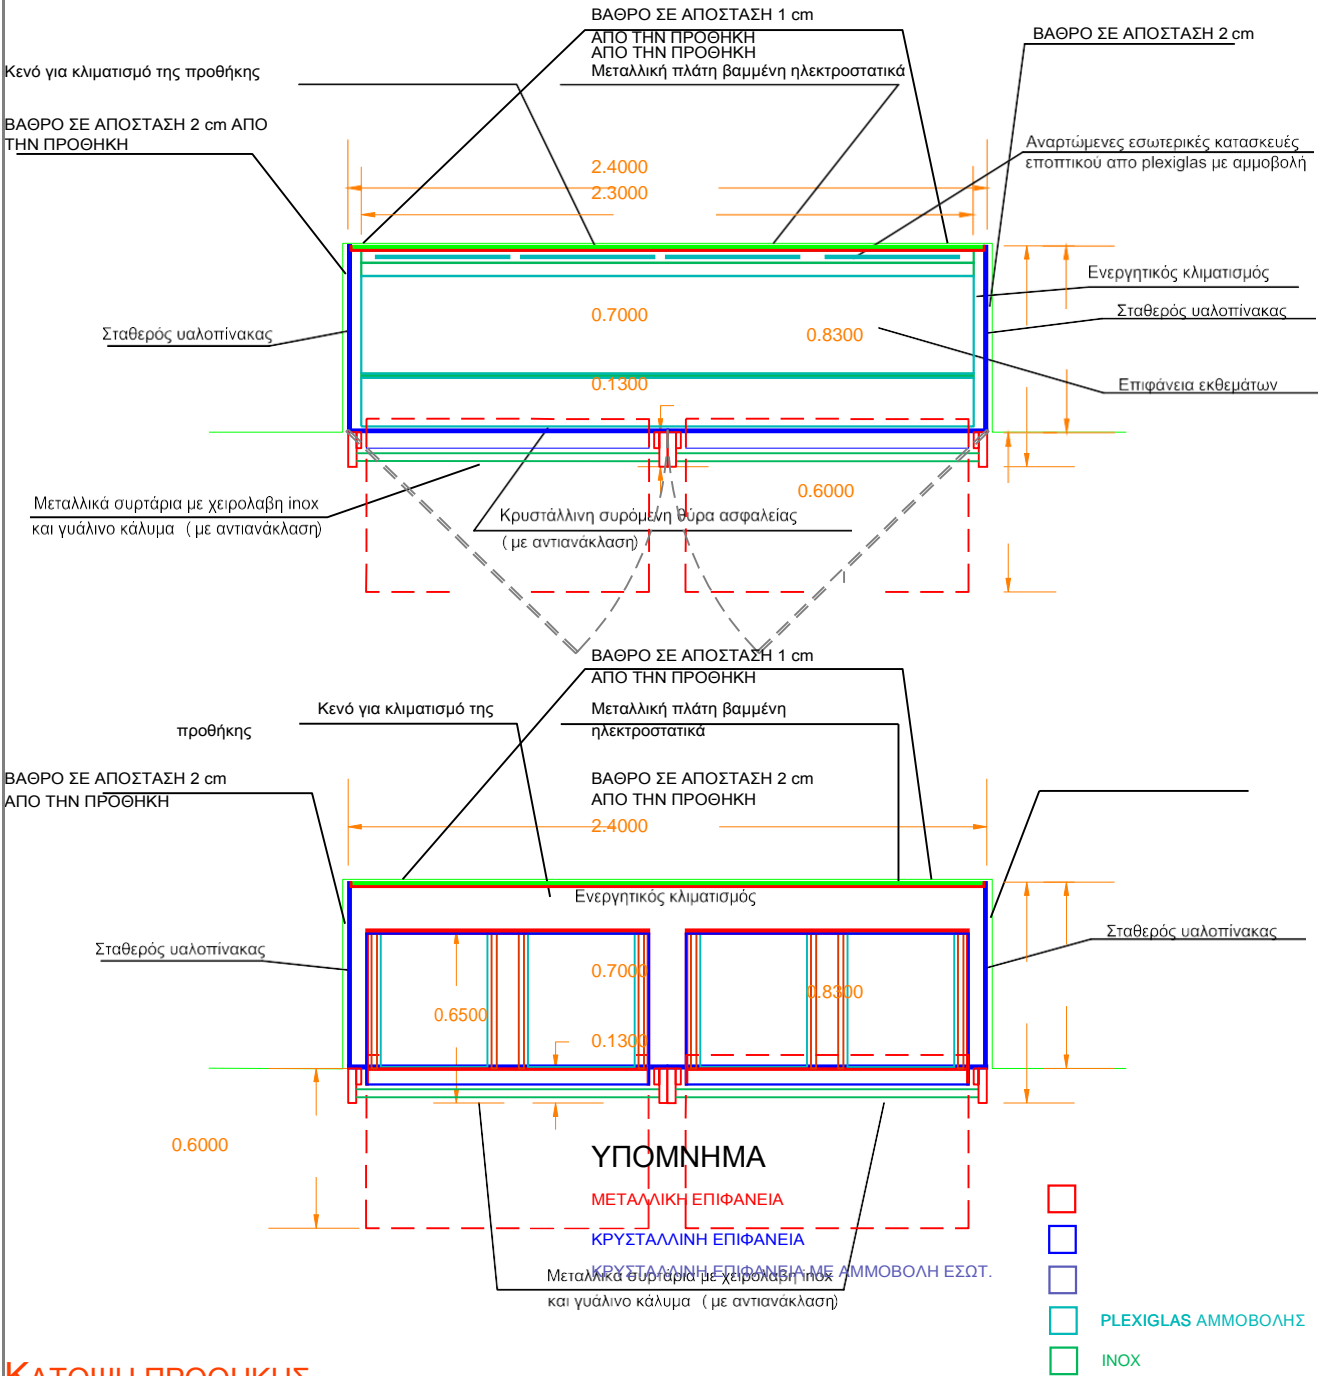 ΒΑΘΡΟ ΣΕ ΑΠΟΣΤΑΣΗ 1 cm
ΑΠΟ ΤΗΝ ΠΡΟΘΗΚΗ
ΑΠΟ ΤΗΝ ΠΡΟΘΗΚΗ
ΒΑΘΡΟ ΣΕ ΑΠΟΣΤΑΣΗ 2 cm
Κενό για κλιματισμό της προθήκης
Μεταλλική πλάτη βαμμένη ηλεκτροστατικά
ΒΑΘΡΟ ΣΕ ΑΠΟΣΤΑΣΗ 2 cm ΑΠΟ
ΤΗΝ ΠΡΟΘΗΚΗ
Αναρτώμενες εσωτερικές κατασκευές
εποπτικού απο plexiglas με αμμοβολή
2.4000
2.3000
Ενεργητικός κλιματισμός
Σταθερός υαλοπίνακας
0.7000
0.8300
Σταθερός υαλοπίνακας
0.1300
Επιφάνεια εκθεμάτων
0.6000
Μεταλλικά συρτάρια με χειρολαβη inox
και γυάλινο κάλυμα ( με αντιανάκλαση)
Κρυστάλλινη συρόμενη θύρα ασφαλείας
( με αντιανάκλαση)
ΒΑΘΡΟ ΣΕ ΑΠΟΣΤΑΣΗ 1 cm
ΑΠΟ ΤΗΝ ΠΡΟΘΗΚΗ
Κενό για κλιματισμό της
προθήκης
Μεταλλική πλάτη βαμμένη
ηλεκτροστατικά
ΒΑΘΡΟ ΣΕ ΑΠΟΣΤΑΣΗ 2 cm
ΑΠΟ ΤΗΝ ΠΡΟΘΗΚΗ
ΒΑΘΡΟ ΣΕ ΑΠΟΣΤΑΣΗ 2 cm
ΑΠΟ ΤΗΝ ΠΡΟΘΗΚΗ
2.4000
Ενεργητικός κλιματισμός
Σταθερός υαλοπίνακας
Σταθερός υαλοπίνακας
0.7000
0.8300
0.6500
0.1300
0.6000
ΥΠΟΜΝΗΜΑ
ΜΕΤΑΛΛΙΚΗ ΕΠΙΦΑΝΕΙΑ
ΚΡΥΣΤΑΛΛΙΝΗ ΕΠΙΦΑΝΕΙΑ
ΚΡΥΣΤΑΛΛΙΝΗ ΕΠΙΦΑΝΕΙΑ ΜΕ ΑΜΜΟΒΟΛΗ ΕΣΩΤ.
Μεταλλικά συρτάρια με χειρολαβη inox
και γυάλινο κάλυμα ( με αντιανάκλαση)
PLEXIGLAS ΑΜΜΟΒΟΛΗΣ
INOX
ΚΑΤΟΨΗ ΠΡΟΘΗΚΗΣ